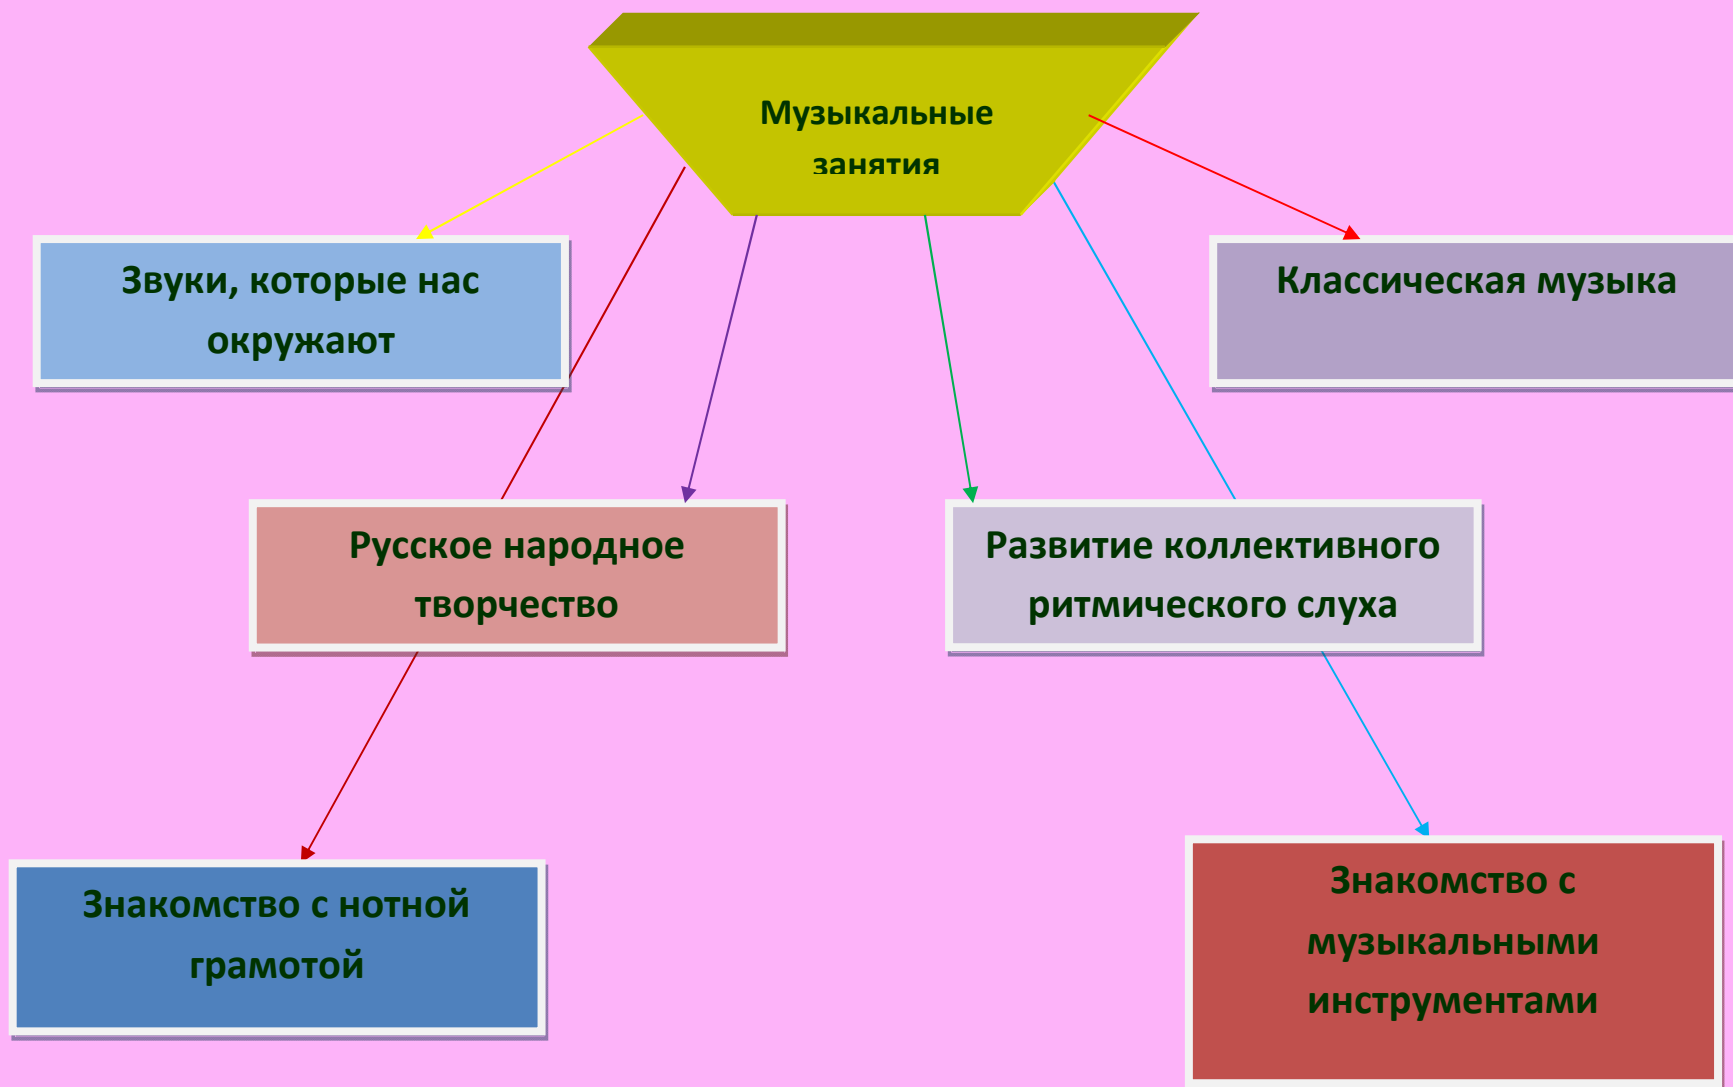 Музыкальные
занятия
Звуки, которые нас
окружают
Классическая музыка
Русское народное
творчество
Развитие коллективного
ритмического слуха
Знакомство с нотной
грамотой
Знакомство с
музыкальными
инструментами